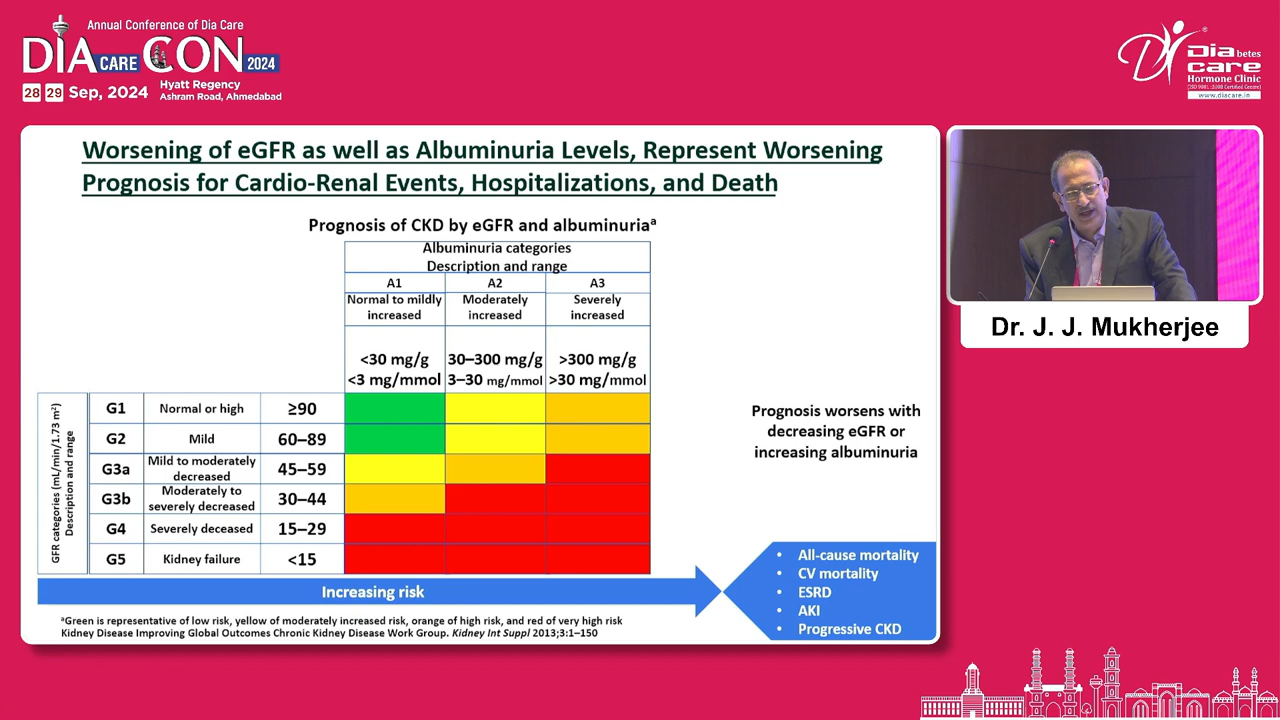 Annual Conference of Dia Care
DIA CARE CON 2024
28 29 Sep, 2024
Hyatt Regency
Ashram Road, Ahmedabad
Diabetes
care
Hormone Clinic
(ISO 9001:2008 Certified Centre)
www.diacare.in
Worsening of eGFR as well as Albuminuria Levels, Represent Worsening
Prognosis for Cardio-Renal Events, Hospitalizations, and Death
Prognosis of CKD by eGFR and albuminuriaª
Albuminuria categories
Description and range
A1 A2 A3
Normal to mildly increased
Moderately increased
Severely increased
<30 mg/g
<3 mg/mmol
30–300 mg/g
3–30 mg/mmol
>300 mg/g
>30 mg/mmol
GFR categories (mL/min/1.73 m²)
Description and range
G1 Normal or high ≥90
G2 Mild 60–89
G3a Mild to moderately decreased 45–59
G3b Moderately to severely decreased 30–44
G4 Severely deceased 15–29
G5 Kidney failure <15
Increasing risk
Prognosis worsens with
decreasing eGFR or
increasing albuminuria
• All-cause mortality
• CV mortality
• ESRD
• AKI
• Progressive CKD
ªGreen is representative of low risk, yellow of moderately increased risk, orange of high risk, and red of very high risk
Kidney Disease Improving Global Outcomes Chronic Kidney Disease Work Group. Kidney Int Suppl 2013;3:1–150
Dr. J. J. Mukherjee